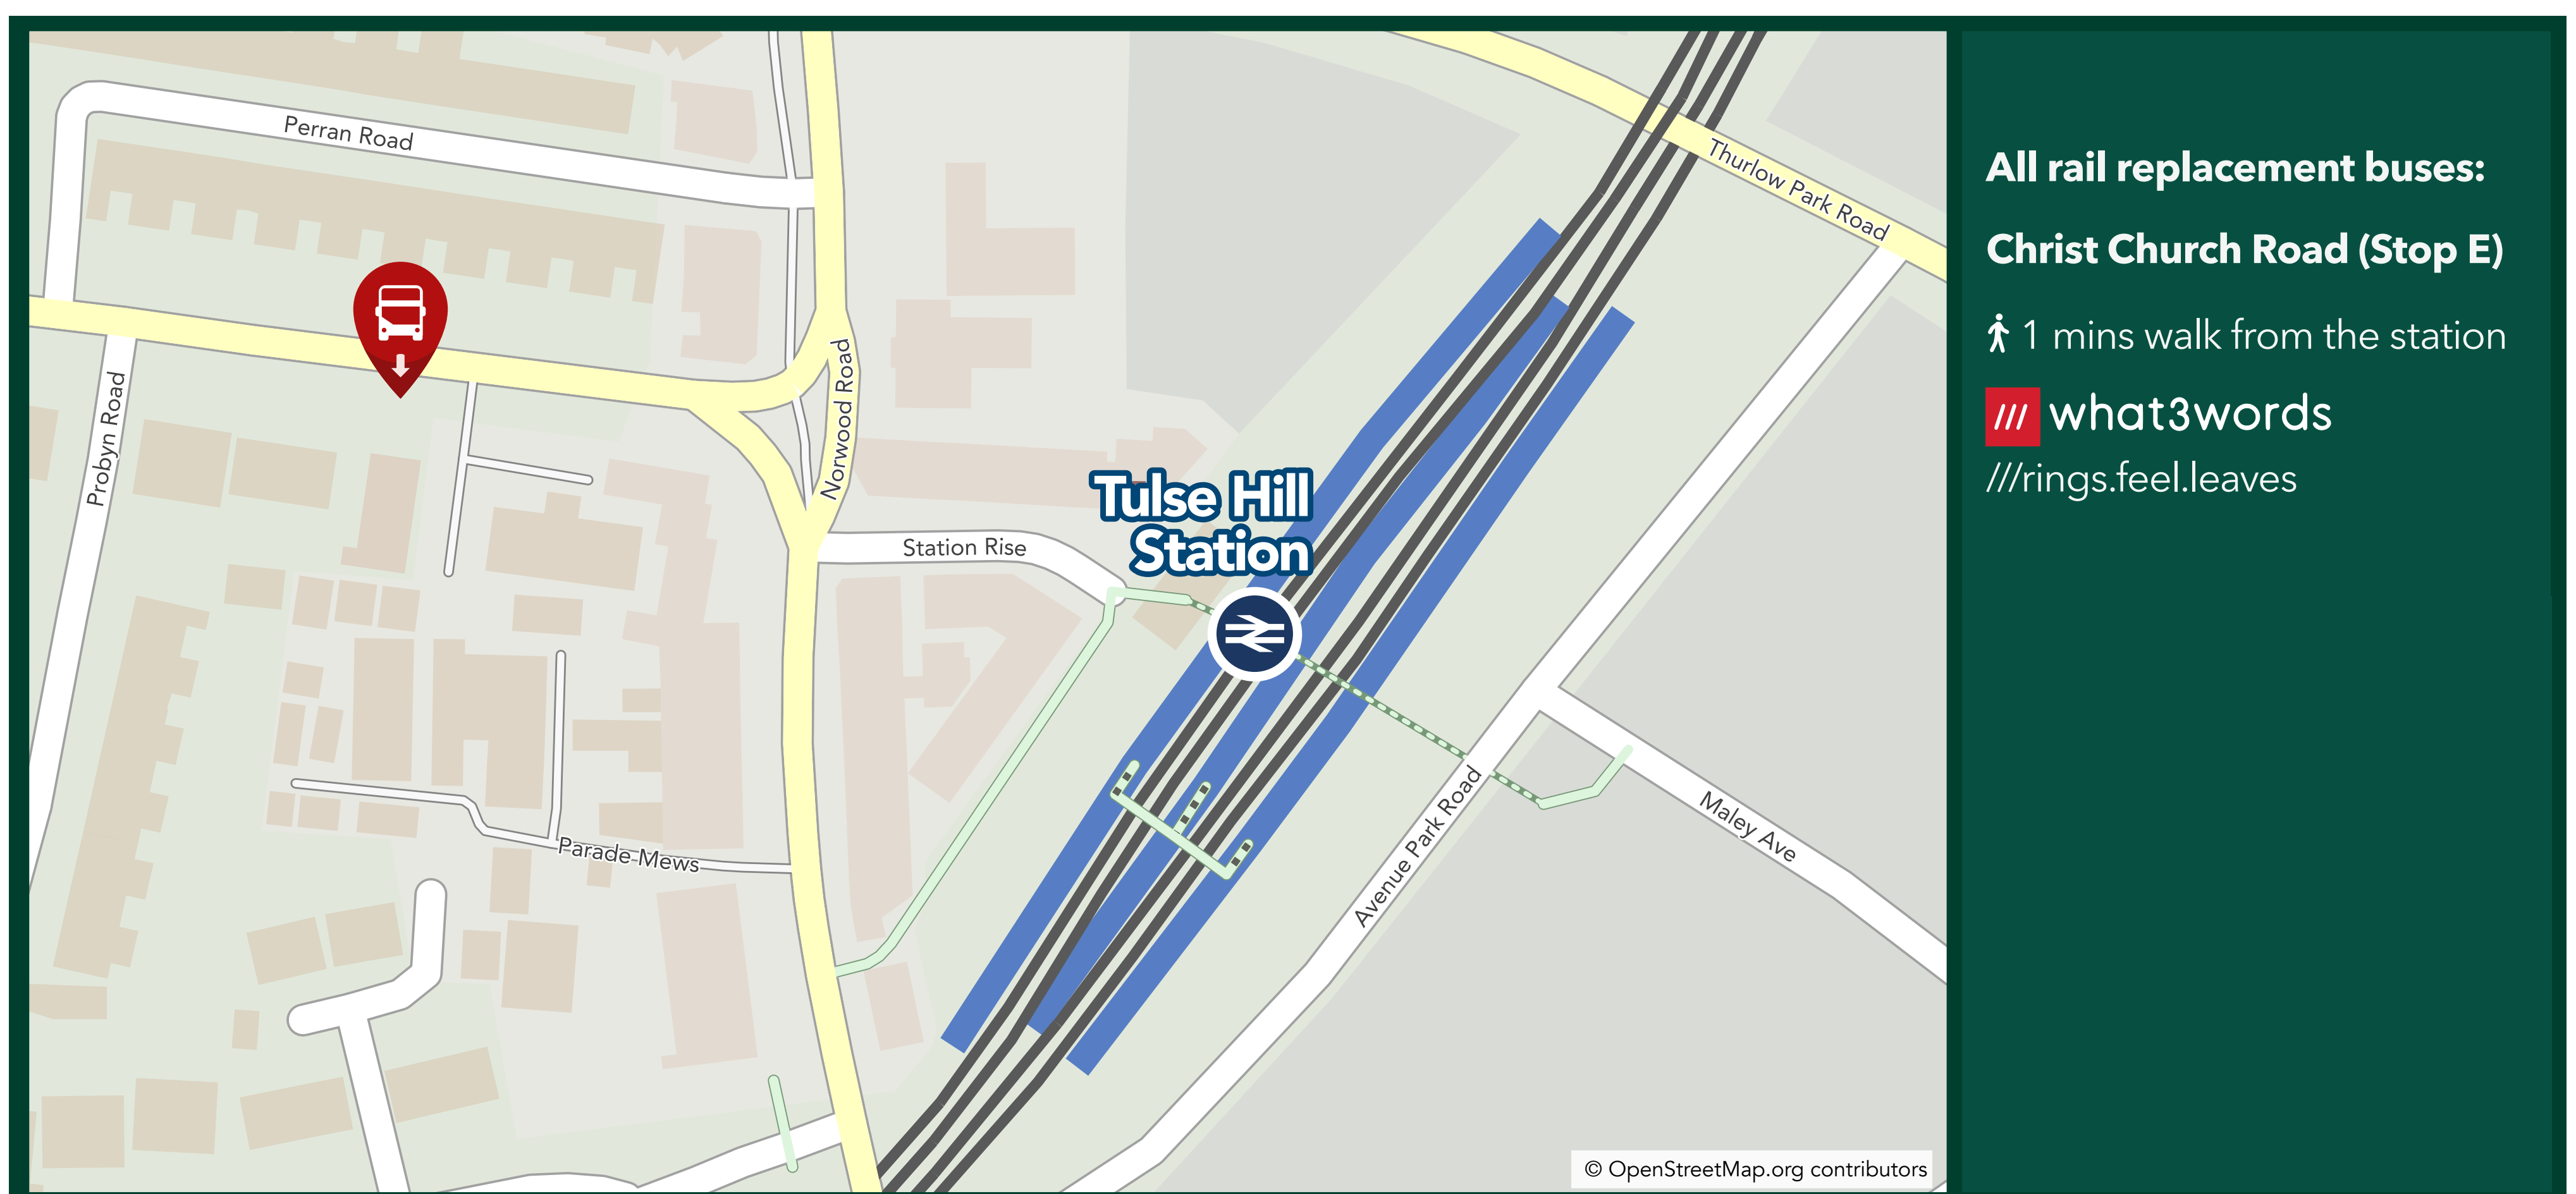 Perran Road
Thurlow Park Road
Probyn Road
Norwood Road
Tulse Hill
Station
Station Rise
Avenue Park Road
Maley Ave
Parade Mews
© OpenStreetMap.org contributors
All rail replacement buses:
Christ Church Road (Stop E)
1 mins walk from the station
what3words
///rings.feel.leaves